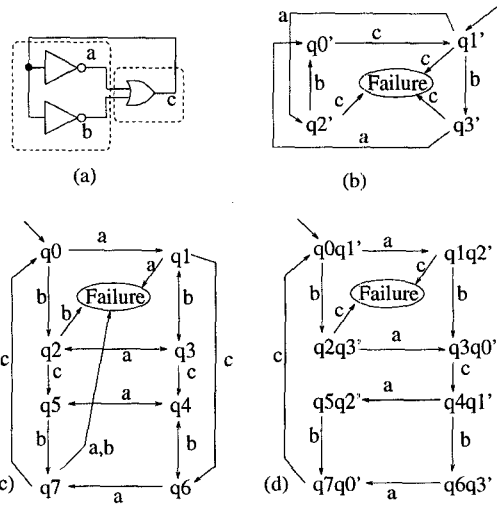 a
b
c
(a)
a
q0' c q1'
b c b
Failure
c c
q2' q3'
a
(b)
q0 a q1
a
b Failure b
b
q2 a q3
c c c c
q5 a q4
b a,b b
q7 a q6
(c)
q0q1' a q1q2'
c
b Failure b
c
q2q3' a q3q0'
c c
q5q2' a q4q1'
b b
q7q0' a q6q3'
(d)